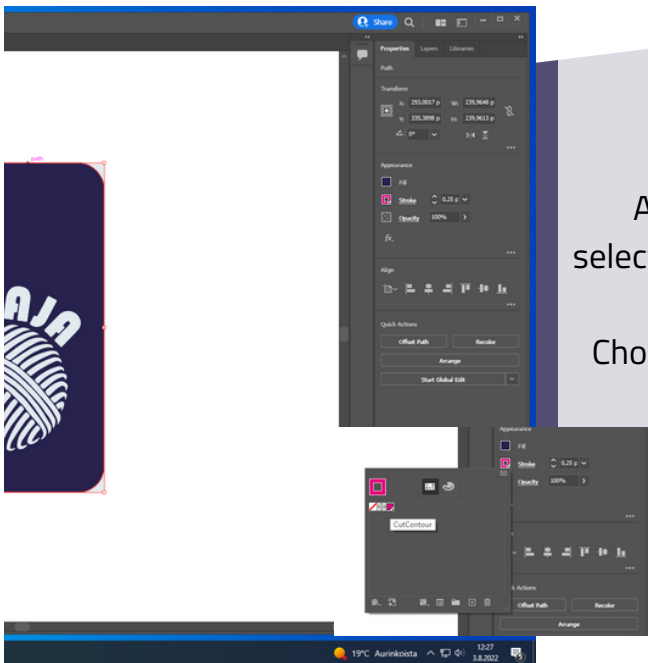 Share
Properties Layers Libraries
Path
Transform
X: 293,0017 p W: 239,9648 p
Y: 335,3898 p H: 239,9613 p
0°
path
Appearance
Fill
Stroke 0,25 p
Opacity 100%
fx.
Align
AJA
Quick Actions
Offset Path Recolor
Arrange
Start Global Edit
A
selec
Cho
Appearance
Fill
Stroke 0,25 p
Opacity 100%
CutContour
k Actions
Offset Path Recolor
Arrange
19°C Aurinkoista 12:27
3.8.2022